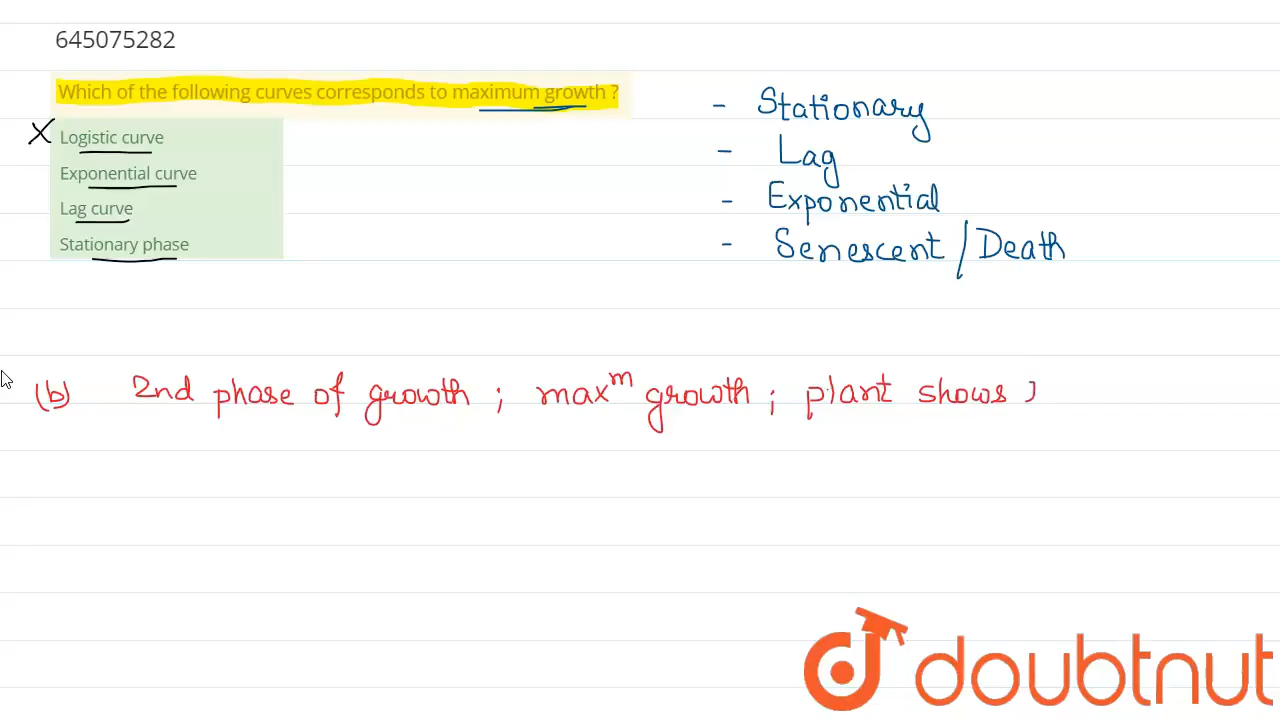 645075282
Which of the following curves corresponds to maximum growth ?
Logistic curve
Exponential curve
Lag curve
Stationary phase
- Stationary
- Lag
- Exponential
- Senescent / Death
(b) 2nd phase of growth ; maxᵐ growth ; plant shows
doubtnut